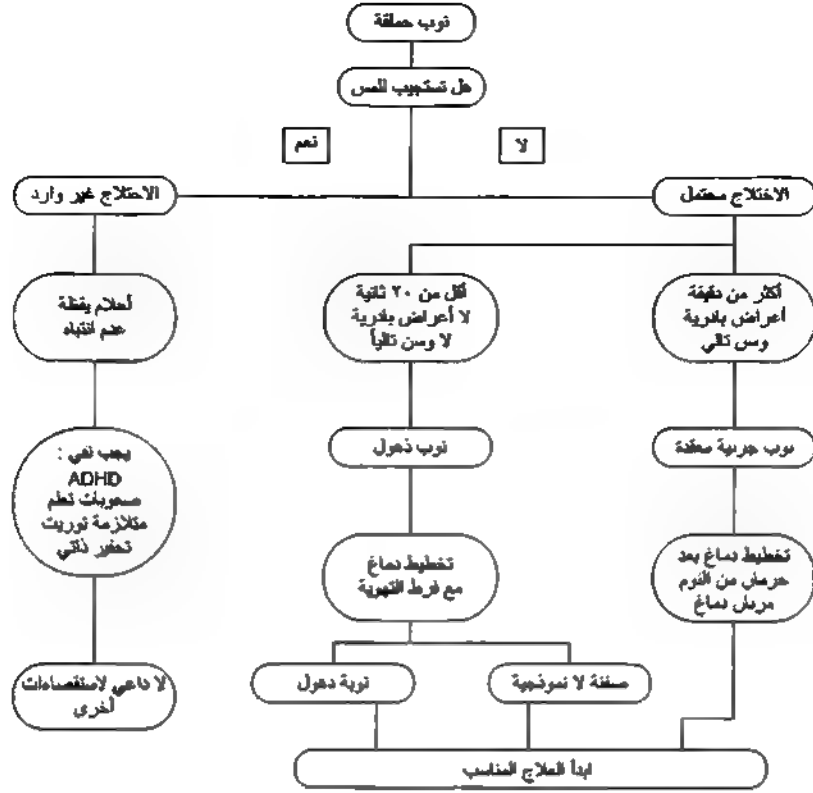 نوب حملقة
هل تستجيب للمس
نعم
لا
الاختلاج غير وارد
الاختلاج محتمل
أحلام يقظة
عدم انتباه
أقل من ٢٠ ثانية
لا أعراض بادرية
لا وسن تالياً
أكثر من دقيقة
أعراض بادرية
وسن تالي
يجب نفي :
ADHD
صعوبات تعلم
متلازمة توريت
تحفيز ذاتي
نوب ذهول
نوب جزئية معقدة
تخطيط دماغ
مع فرط التهوية
تخطيط دماغ بعد
حرمان من النوم
مرنان دماغ
لا داعي لاستقصاءات
أخرى
نوبة ذهول
صفنة لا نموذجية
ابدأ العلاج المناسب